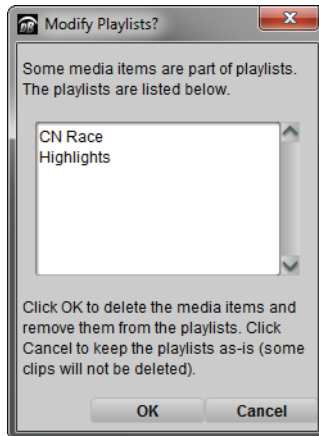 DR Modify Playlists?
Some media items are part of playlists.
The playlists are listed below.
CN Race
Highlights
Click OK to delete the media items and
remove them from the playlists. Click
Cancel to keep the playlists as-is (some
clips will not be deleted).
OK Cancel